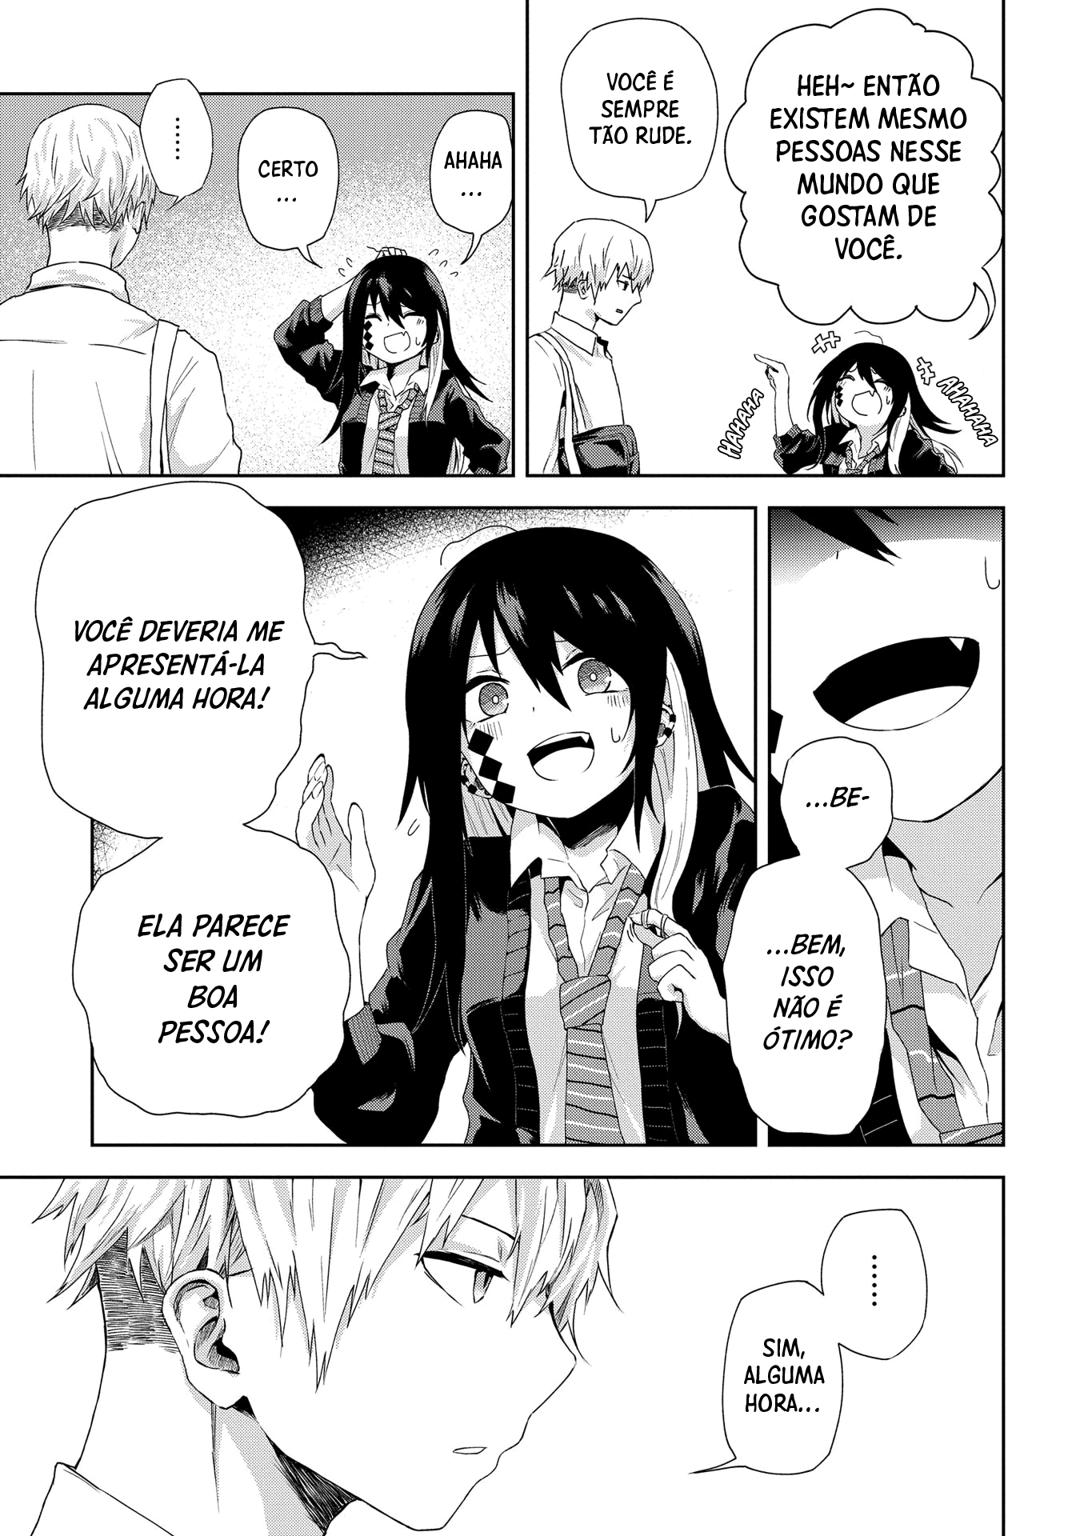 HEH~ ENTÃO
EXISTEM MESMO
PESSOAS NESSE
MUNDO QUE
GOSTAM DE
VOCÊ.
HAHAHA
AHAHAHA
VOCÊ É
SEMPRE
TÃO RUDE.
AHAHA
...
CERTO
...
......
...BE-
...BEM,
ISSO
NÃO É
ÓTIMO?
VOCÊ DEVERIA ME
APRESENTÁ-LA
ALGUMA HORA!
ELA PARECE
SER UM
BOA
PESSOA!
......
SIM,
ALGUMA
HORA...